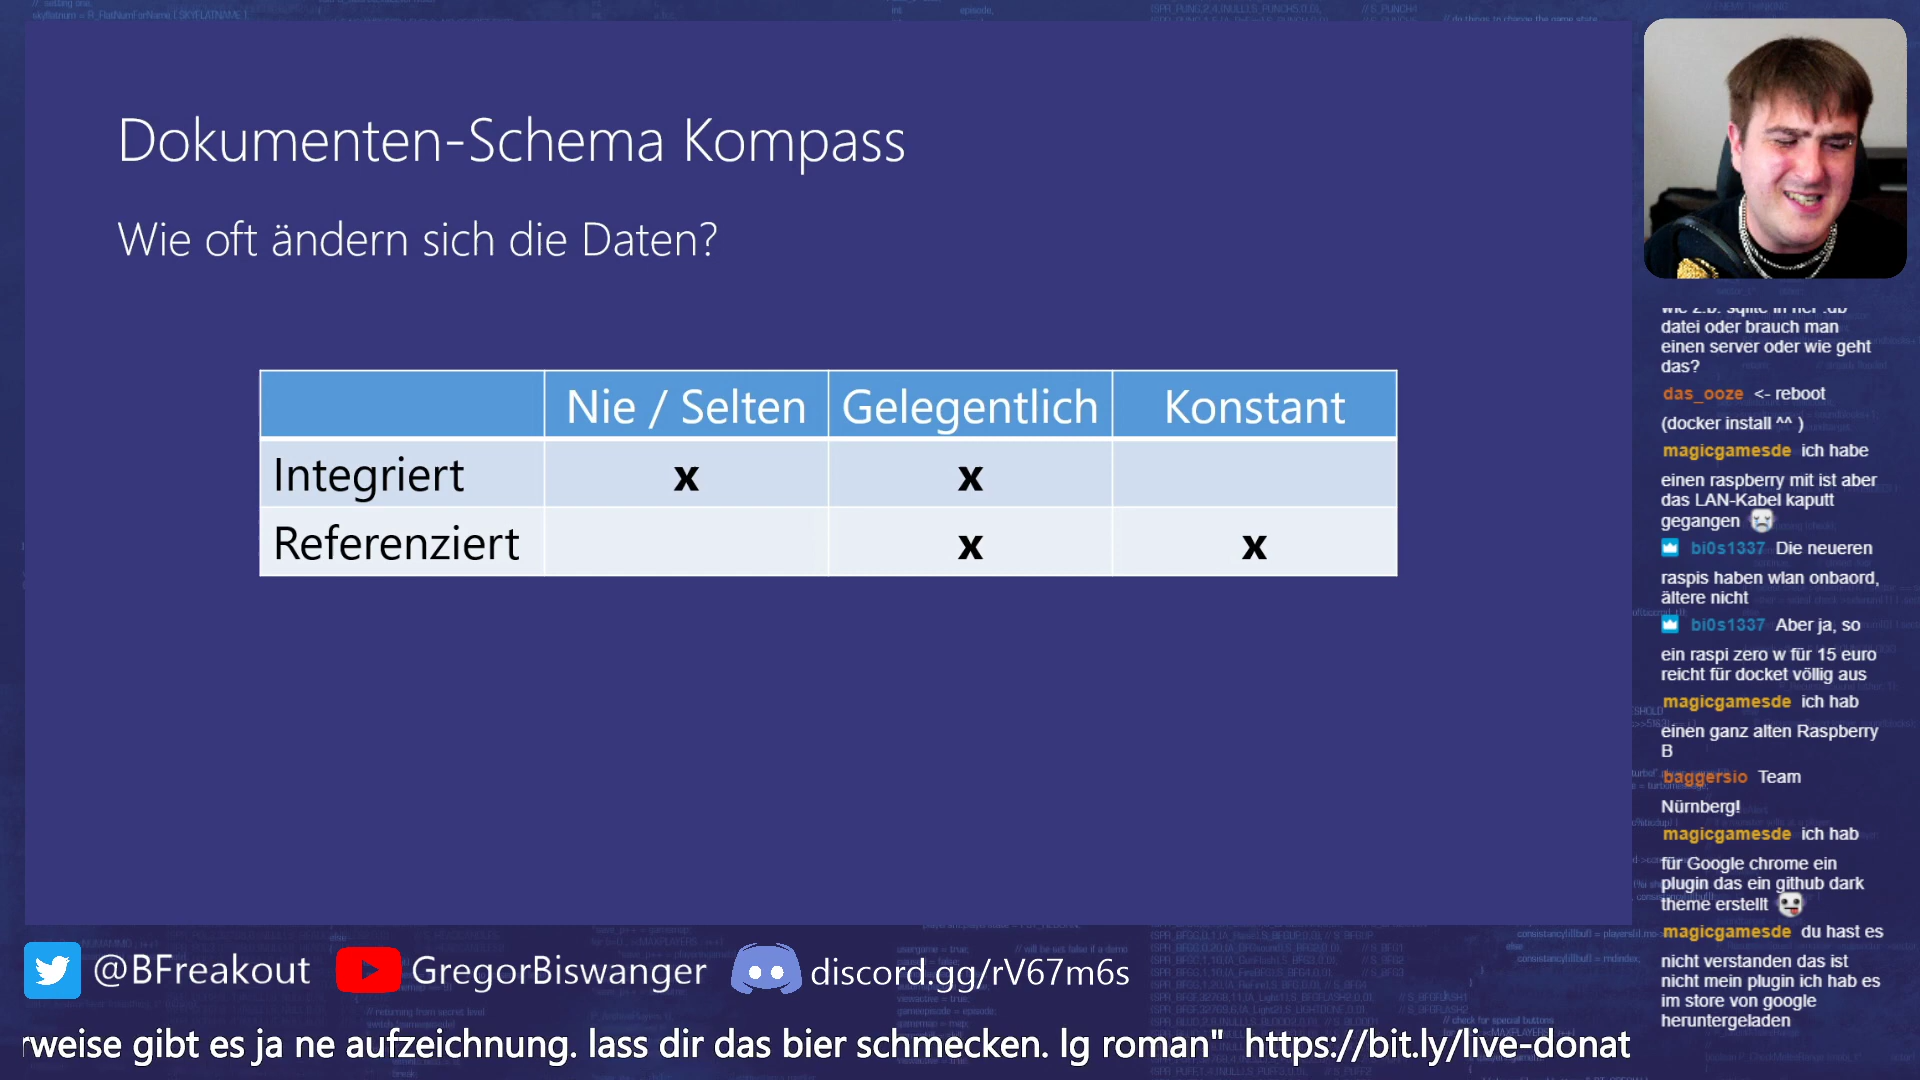 Dokumenten-Schema Kompass
Wie oft ändern sich die Daten?
Nie / Selten Gelegentlich Konstant
Integriert x x
Referenziert x x
datei oder brauch man
einen server oder wie geht
das?
das_ooze <- reboot
(docker install ^^ )
magicgamesde ich habe
einen raspberry mit ist aber
das LAN-Kabel kaputt
gegangen
bi0s1337 Die neueren
raspis haben wlan onbaord,
ältere nicht
bi0s1337 Aber ja, so
ein raspi zero w für 15 euro
reicht für docket völlig aus
magicgamesde ich hab
einen ganz alten Raspberry
B
baggersio Team
Nürnberg!
magicgamesde ich hab
für Google chrome ein
plugin das ein github dark
theme erstellt
magicgamesde du hast es
nicht verstanden das ist
nicht mein plugin ich hab es
im store von google
heruntergeladen
@BFreakout GregorBiswanger discord.gg/rV67m6s
rweise gibt es ja ne aufzeichnung. lass dir das bier schmecken. lg roman" https://bit.ly/live-donat